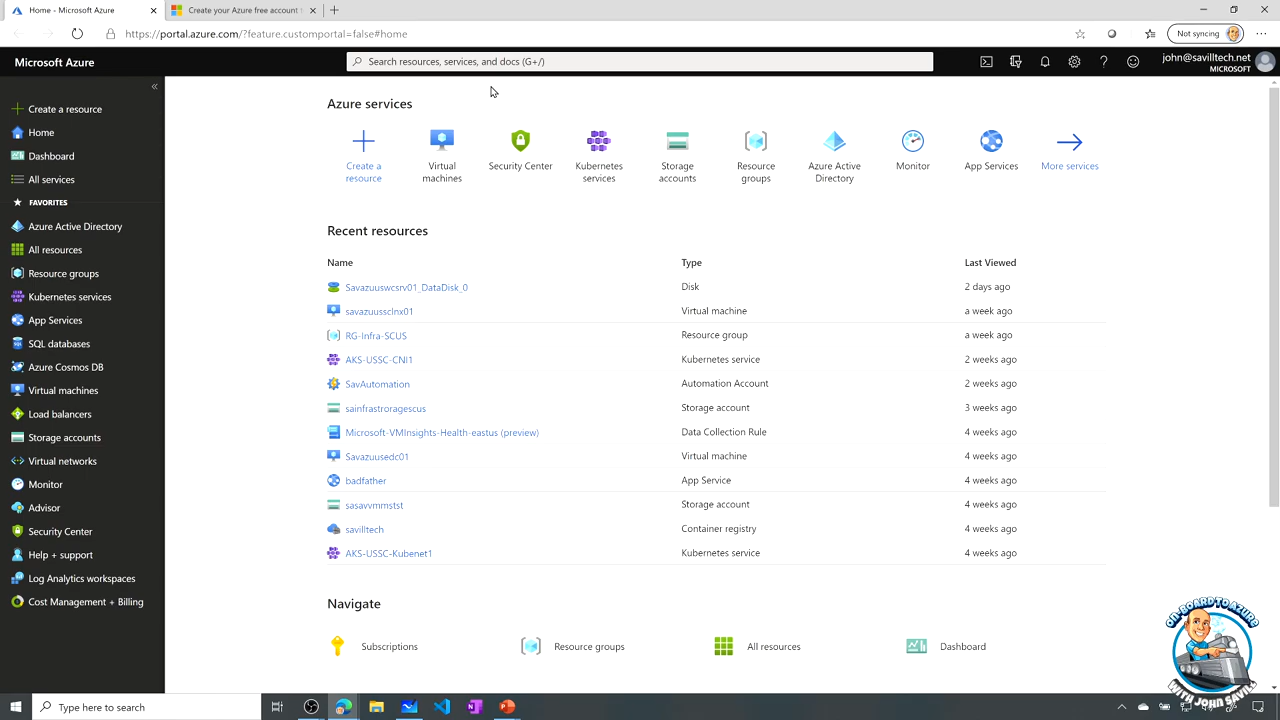 Home - Microsoft Azure
Create your Azure free account
https://portal.azure.com/?feature.customportal=false#home
Not syncing
Microsoft Azure
Search resources, services, and docs (G+/)
john@savilltech.net
MICROSOFT
Create a resource
Home
Dashboard
All services
FAVORITES
Azure Active Directory
All resources
Resource groups
Kubernetes services
App Services
SQL databases
Azure Cosmos DB
Virtual machines
Load balancers
Storage accounts
Virtual networks
Monitor
Advisor
Security Center
Help + support
Log Analytics workspaces
Cost Management + Billing
Azure services
Create a
resource
Virtual
machines
Security Center
Kubernetes
services
Storage
accounts
Resource
groups
Azure Active
Directory
Monitor
App Services
More services
Recent resources
Name Type Last Viewed
Savazuuswcsrv01_DataDisk_0 Disk 2 days ago
savazuussclnx01 Virtual machine a week ago
RG-Infra-SCUS Resource group a week ago
AKS-USSC-CNI1 Kubernetes service 2 weeks ago
SavAutomation Automation Account 2 weeks ago
sainfrastroragescus Storage account 3 weeks ago
Microsoft-VMInsights-Health-eastus (preview) Data Collection Rule 4 weeks ago
Savazuusedc01 Virtual machine 4 weeks ago
badfather App Service 4 weeks ago
sasavvmmstst Storage account 4 weeks ago
savilltech Container registry 4 weeks ago
AKS-USSC-Kubenet1 Kubernetes service 4 weeks ago
Navigate
Subscriptions Resource groups All resources Dashboard
ON-BOARD TO AZURE
WITH JOHN SAVILL
Type here to search